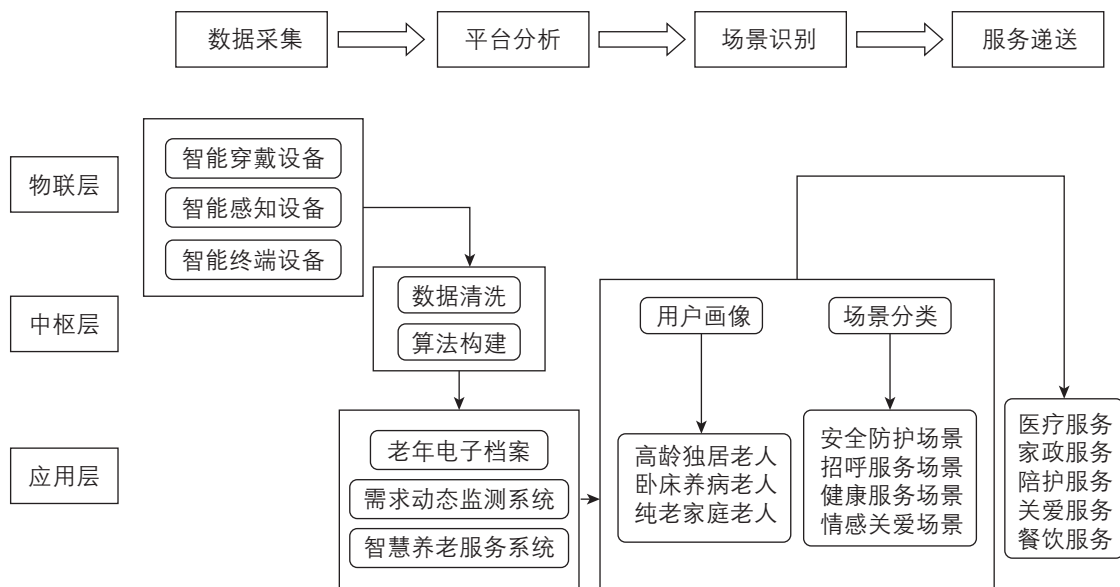 数据采集
平台分析
场景识别
服务递送
物联层
智能穿戴设备
智能感知设备
智能终端设备
中枢层
数据清洗
算法构建
用户画像
场景分类
应用层
老年电子档案
需求动态监测系统
智慧养老服务系统
高龄独居老人
卧床养病老人
纯老家庭老人
安全防护场景
招呼服务场景
健康服务场景
情感关爱场景
医疗服务
家政服务
陪护服务
关爱服务
餐饮服务